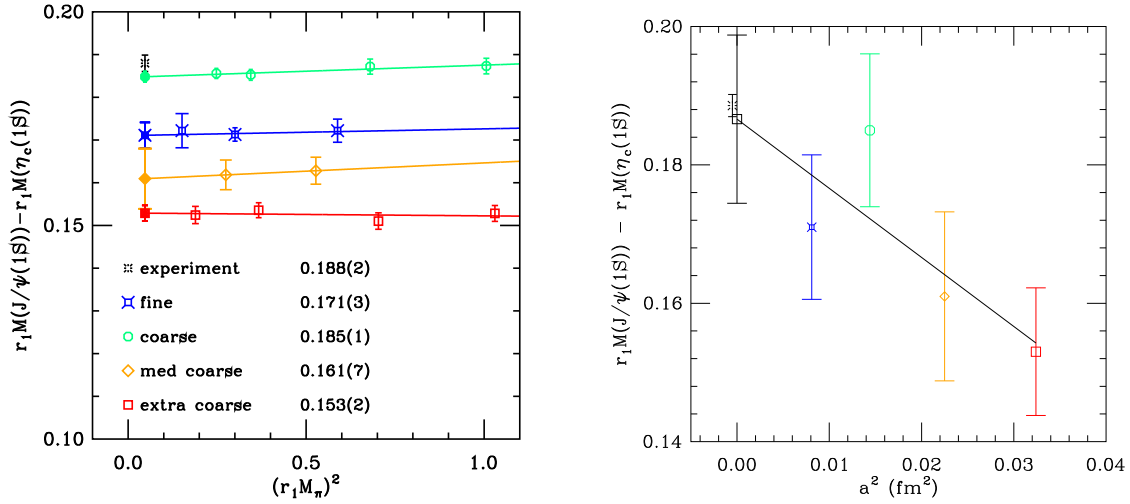 0.20
0.15
0.10
r₁M(J/ψ(1S))−r₁M(η_c(1S))
experiment 0.188(2)
fine 0.171(3)
coarse 0.185(1)
med coarse 0.161(7)
extra coarse 0.153(2)
0.0 0.5 1.0
(r₁M_π)²
0.20
0.18
0.16
0.14
r₁M(J/ψ(1S)) − r₁M(η_c(1S))
0.00 0.01 0.02 0.03 0.04
a² (fm²)